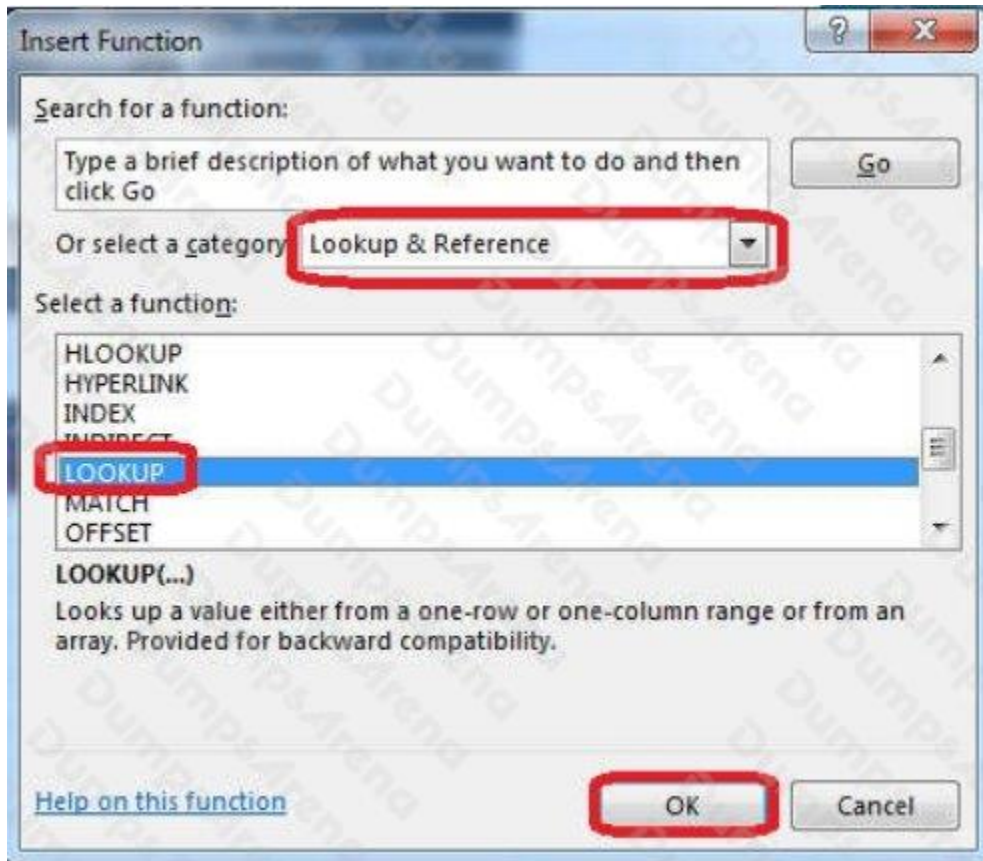 Insert Function
Search for a function:
Type a brief description of what you want to do and then
click Go
Go
Or select a category
Lookup & Reference
Select a function:
HLOOKUP
HYPERLINK
INDEX
INDIRECT
LOOKUP
MATCH
OFFSET
LOOKUP(...)
Looks up a value either from a one-row or one-column range or from an
array. Provided for backward compatibility.
Help on this function
OK
Cancel
DumpsArena